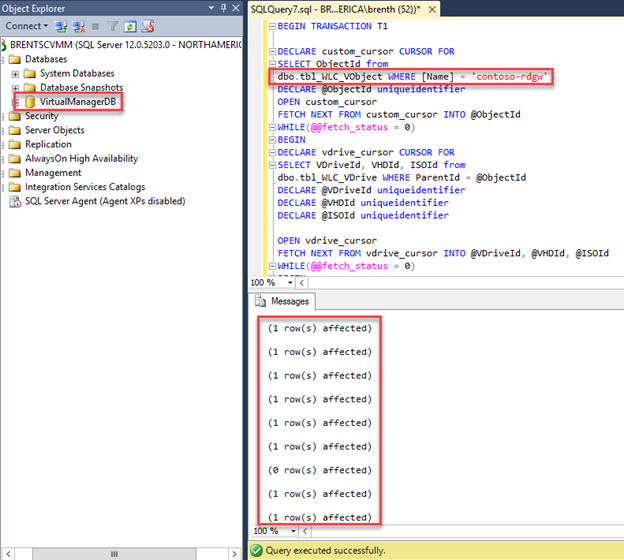 Object Explorer
Connect
BRENTSCVMM (SQL Server 12.0.5203.0 - NORTHAMERIC
Databases
System Databases
Database Snapshots
VirtualManagerDB
Security
Server Objects
Replication
AlwaysOn High Availability
Management
Integration Services Catalogs
SQL Server Agent (Agent XPs disabled)
SQLQuery7.sql - BR...ERICA\brenth (52))*
BEGIN TRANSACTION T1
DECLARE custom_cursor CURSOR FOR
SELECT ObjectId from
dbo.tbl_WLC_VObject WHERE [Name] = 'contoso-rdgw'
DECLARE @ObjectId uniqueidentifier
OPEN custom_cursor
FETCH NEXT FROM custom_cursor INTO @ObjectId
WHILE(@@fetch_status = 0)
BEGIN
DECLARE vdrive_cursor CURSOR FOR
SELECT VDriveId, VHDId, ISOId from
dbo.tbl_WLC_VDrive WHERE ParentId = @ObjectId
DECLARE @VDriveId uniqueidentifier
DECLARE @VHDId uniqueidentifier
DECLARE @ISOId uniqueidentifier
OPEN vdrive_cursor
FETCH NEXT FROM vdrive_cursor INTO @VDriveId, @VHDId, @ISOId
WHILE(@@fetch_status = 0)
100 %
Messages
(1 row(s) affected)
(1 row(s) affected)
(1 row(s) affected)
(1 row(s) affected)
(1 row(s) affected)
(1 row(s) affected)
(0 row(s) affected)
(1 row(s) affected)
(1 row(s) affected)
100 %
Query executed successfully.